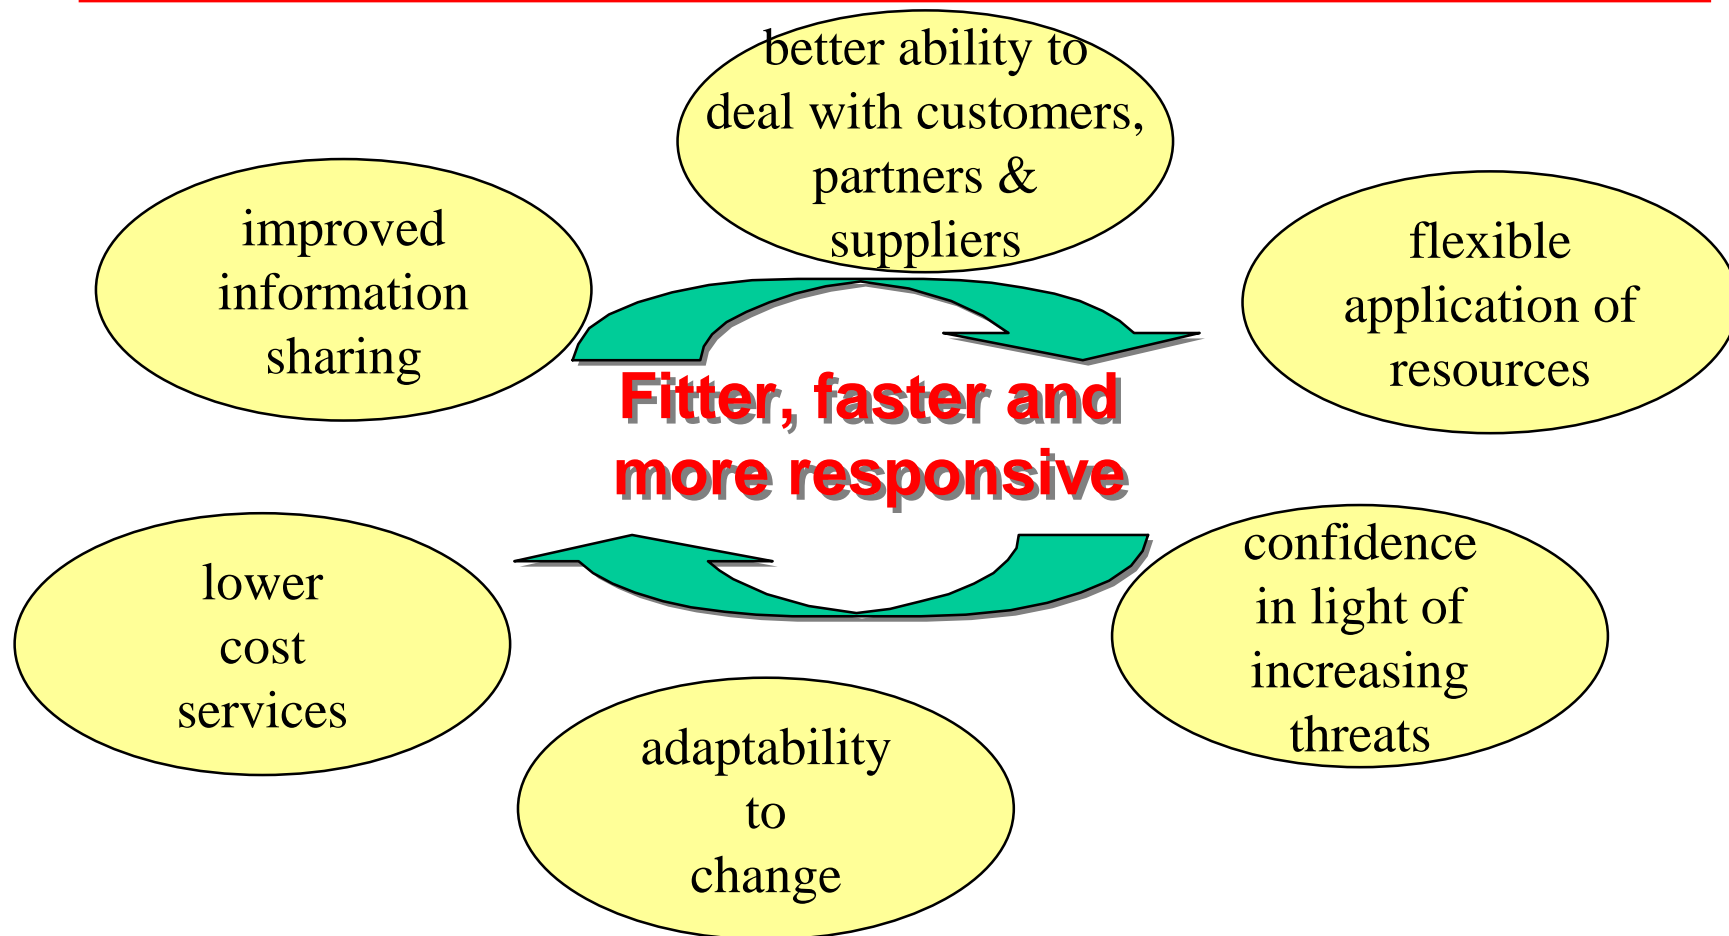 better ability to
deal with customers,
partners &
suppliers
improved
information
sharing
flexible
application of
resources
Fitter, faster and
more responsive
lower
cost
services
confidence
in light of
increasing
threats
adaptability
to
change